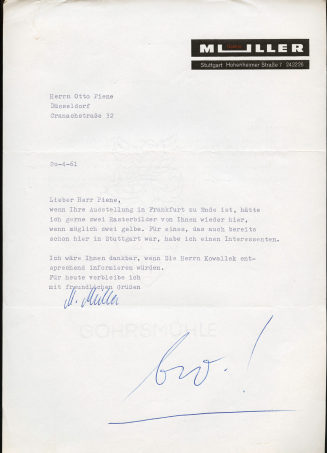 MÜLLER
Stuttgart Hohenheimer Straße 7 242226
Herrn Otto Piene
Düsseldorf
Cranachstraße 32
20-4-61
Lieber Herr Piene,
wenn Ihre Ausstellung in Frankfurt zu Ende ist, hätte
ich gerne zwei Rasterbilder von Ihnen wieder hier,
wenn möglich zwei gelbe. Für eines, das auch bereits
schon hier in Stuttgart war, habe ich einen Interessenten.
Ich wäre Ihnen dankbar, wenn Sie Herrn Kowallek ent-
sprechend informieren würden.
Für heute verbleibe ich
mit freundlichen Grüßen
M. Müller
GOHRSMÜHLE